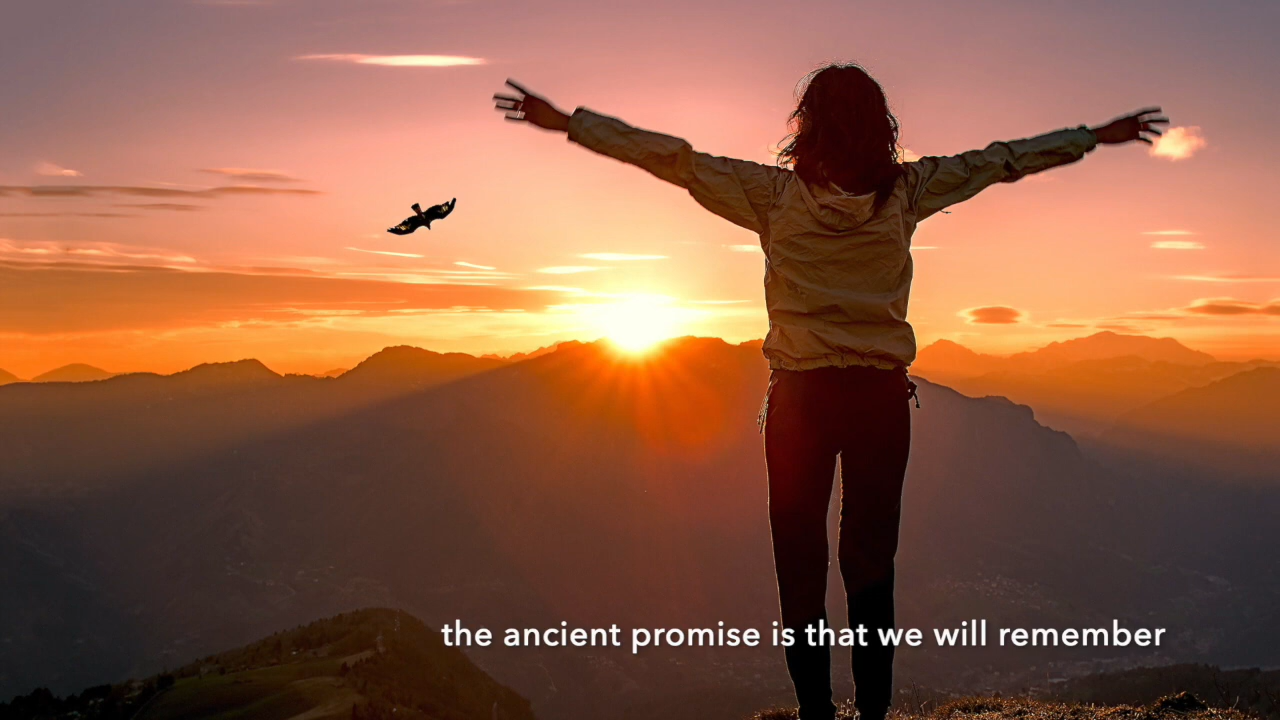 the ancient promise is that we will remember